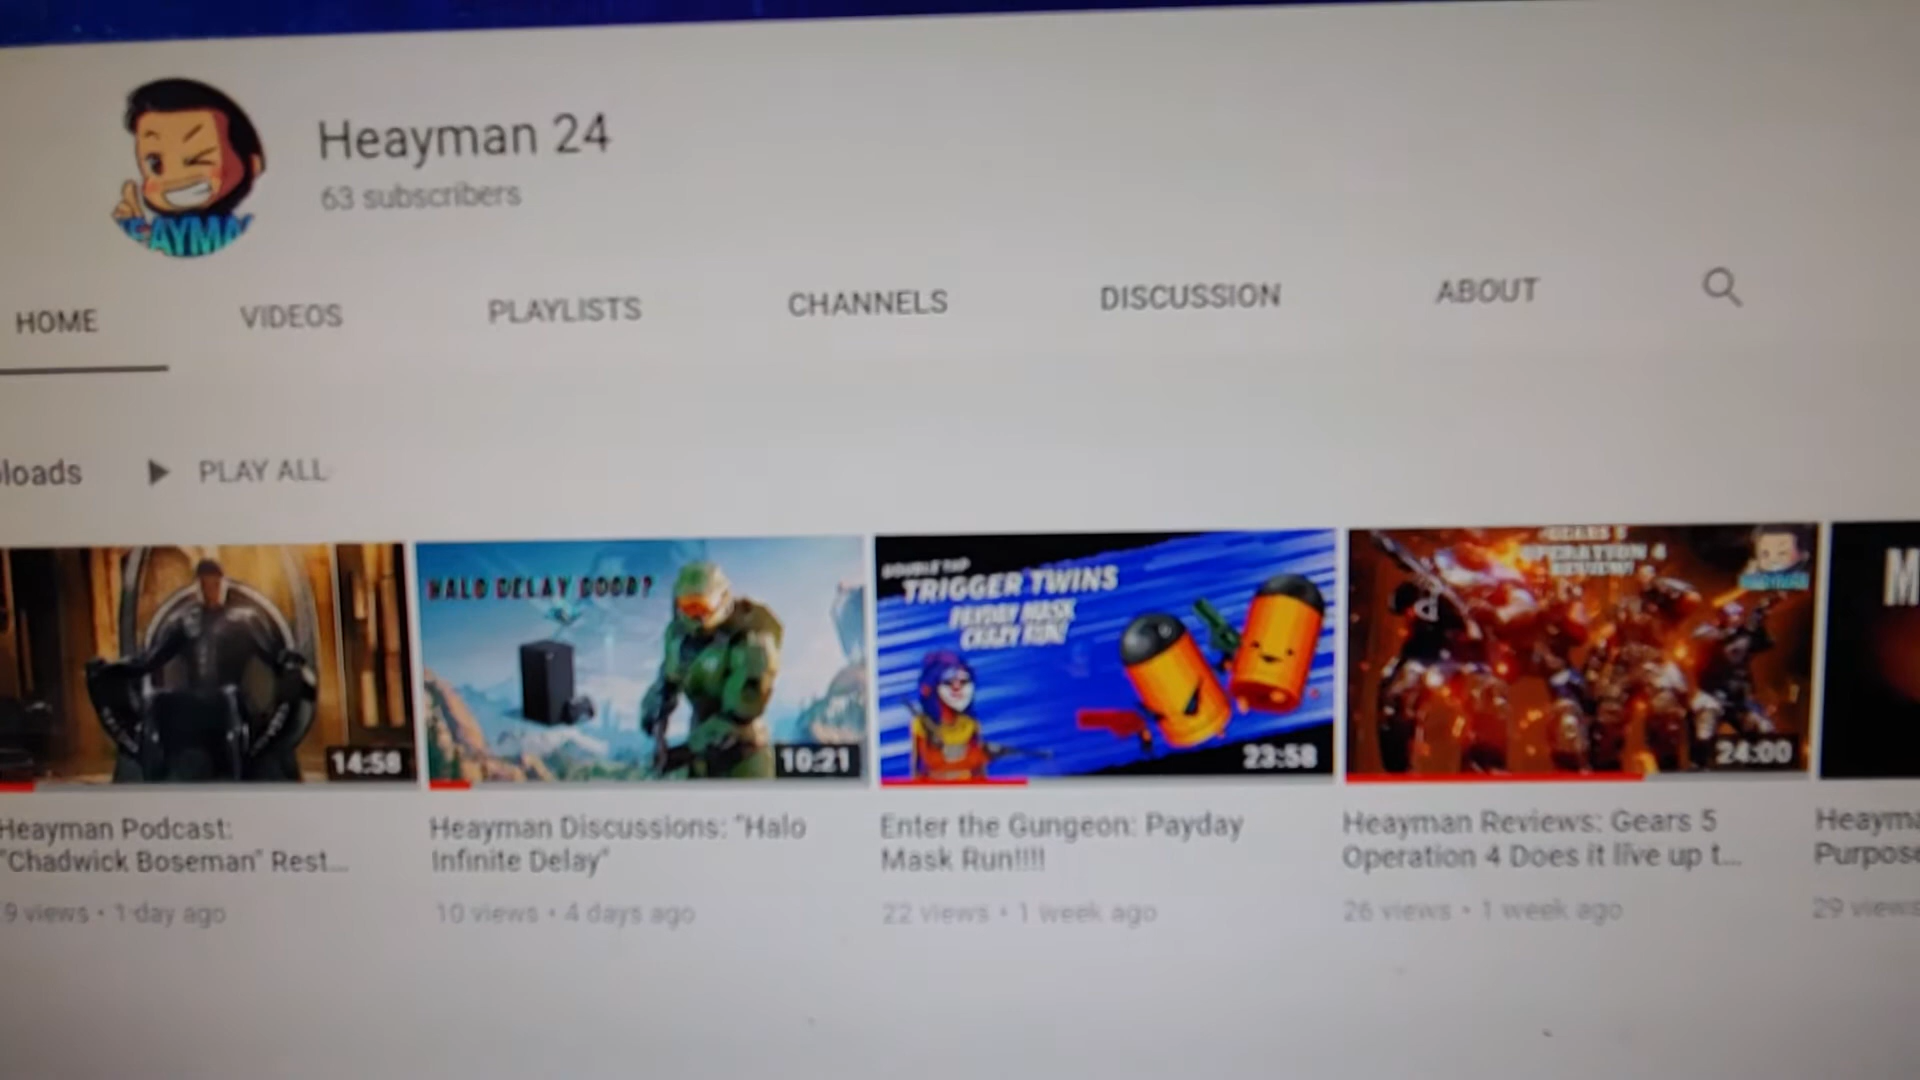 Heayman 24
63 subscribers
HOME VIDEOS PLAYLISTS CHANNELS DISCUSSION ABOUT
loads PLAY ALL
14:58
HALO DELAY GOOD?
10:21
DOUBLE TAP
TRIGGER TWINS
PAYDAY MASK
CRAZY RUN!
23:58
GEARS 5
OPERATION 4
REVIEW!
24:00
M
Heayman Podcast:
"Chadwick Boseman" Rest...
9 views • 1 day ago
Heayman Discussions: "Halo
Infinite Delay"
10 views • 4 days ago
Enter the Gungeon: Payday
Mask Run!!!!
22 views • 1 week ago
Heayman Reviews: Gears 5
Operation 4 Does it live up t...
26 views • 1 week ago
Heayma
Purpose
29 views